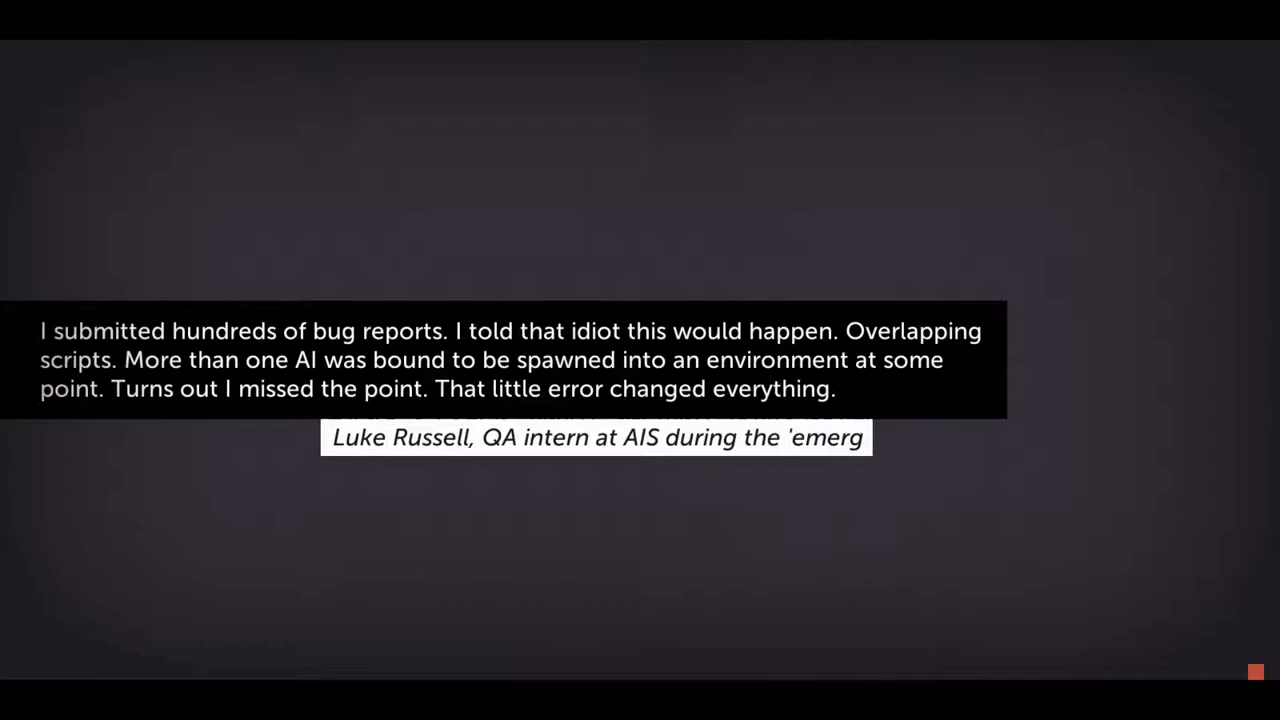 I submitted hundreds of bug reports. I told that idiot this would happen. Overlapping
scripts. More than one AI was bound to be spawned into an environment at some
point. Turns out I missed the point. That little error changed everything.
Luke Russell, QA intern at AIS during the 'emerg